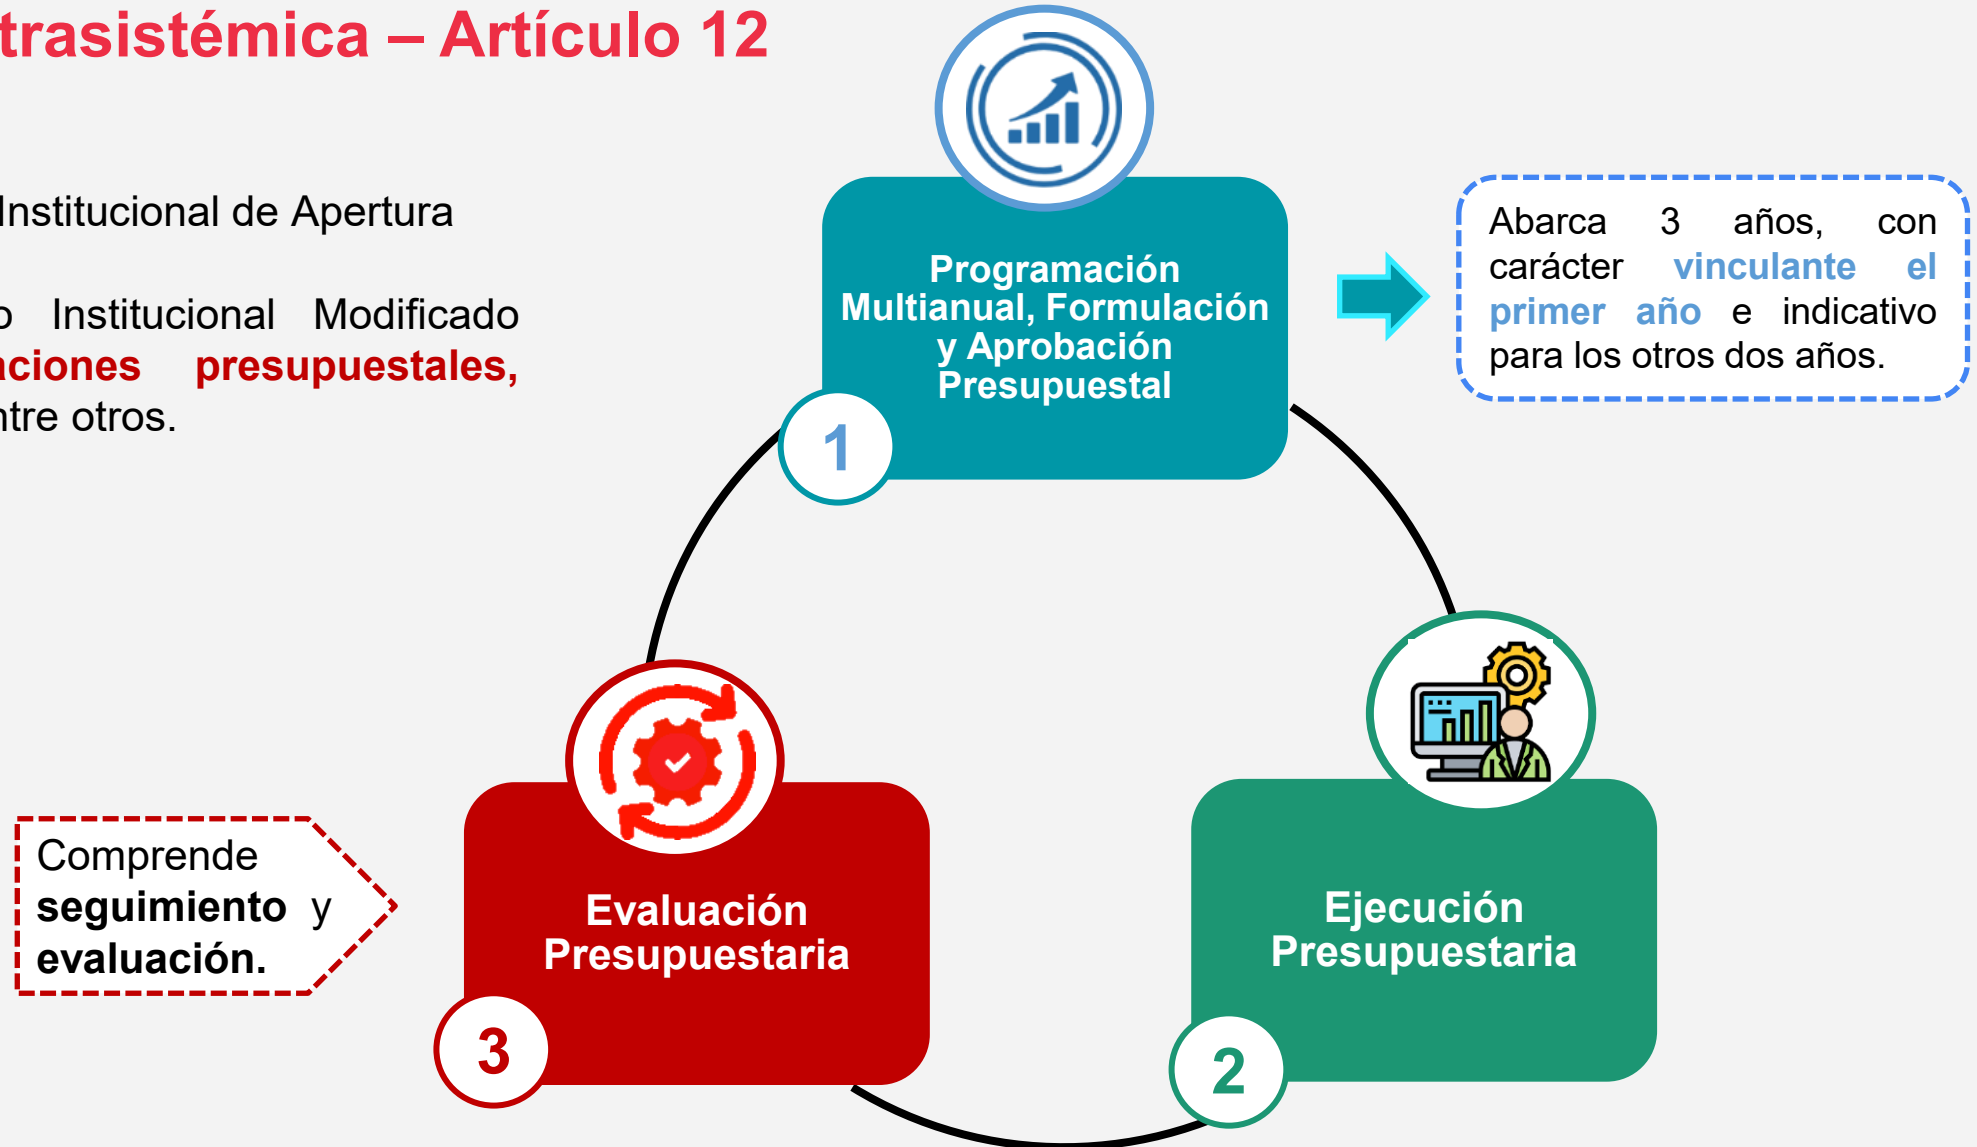 trasistémica – Artículo 12
Institucional de Apertura
o Institucional Modificado
aciones presupuestales,
ntre otros.
Programación
Multianual, Formulación
y Aprobación
Presupuestal
1
Abarca 3 años, con
carácter vinculante el
primer año e indicativo
para los otros dos años.
Comprende
seguimiento y
evaluación.
Evaluación
Presupuestaria
3
Ejecución
Presupuestaria
2